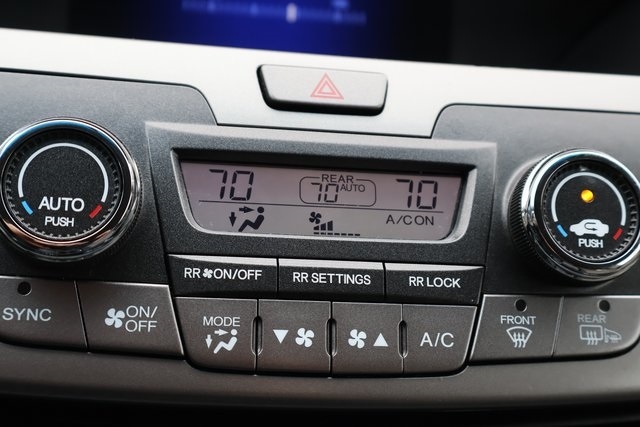 70 REAR 70 AUTO 70
A/C ON
AUTO
PUSH
PUSH
RR ON/OFF RR SETTINGS RR LOCK
SYNC ON/OFF MODE A/C FRONT REAR